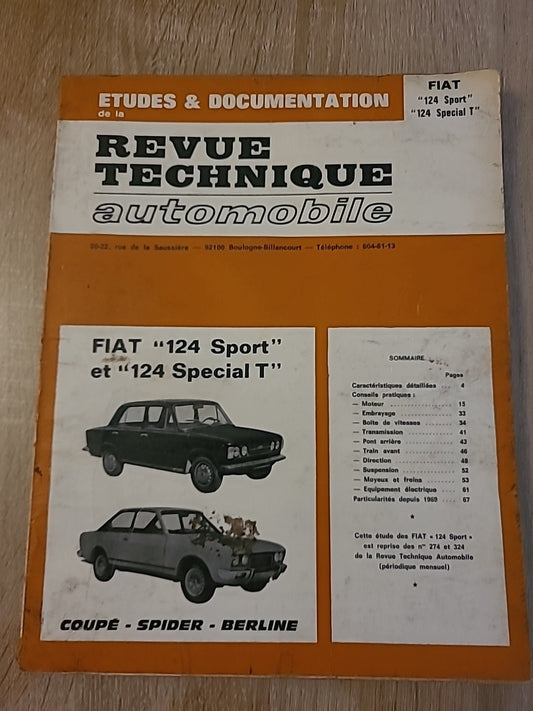 ETUDES & DOCUMENTATION
de la
FIAT
"124 Sport"
"124 Special T"
REVUE
TECHNIQUE
automobile
20-22, rue de la Saussière — 92100 Boulogne-Billancourt — Téléphone : 604-81-13
FIAT "124 Sport"
et "124 Special T"
COUPÉ - SPIDER - BERLINE
SOMMAIRE
Pages
Caractéristiques détaillées ... 4
Conseils pratiques :
— Moteur .................. 15
— Embrayage ............... 33
— Boîte de vitesses ........ 34
— Transmission ............ 41
— Pont arrière ............. 43
— Train avant .............. 46
— Direction ................ 48
— Suspension .............. 52
— Moyeux et freins ......... 53
— Equipement électrique .... 61
Particularités depuis 1969 .... 67
★
Cette étude des FIAT « 124 Sport »
est reprise des nos 274 et 324
de la Revue Technique Automobile
(périodique mensuel)
★